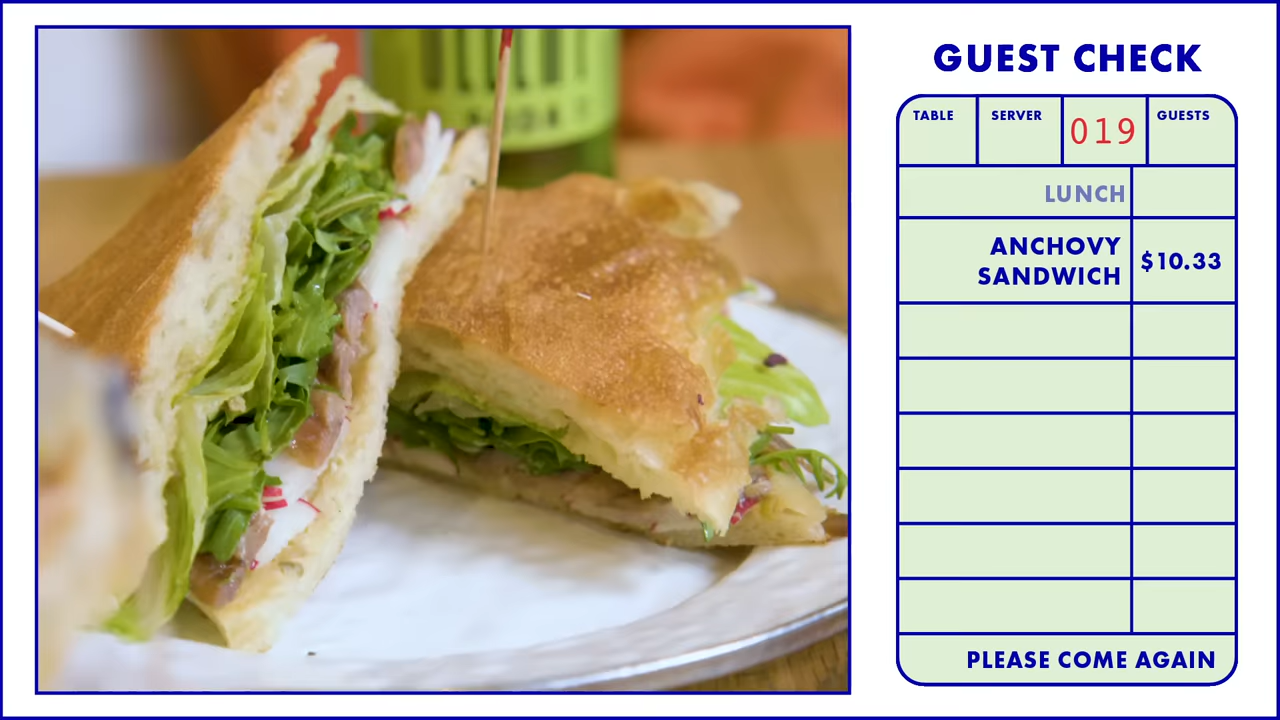 GUEST CHECK
TABLE SERVER 019 GUESTS
LUNCH
ANCHOVY
SANDWICH
$10.33
PLEASE COME AGAIN